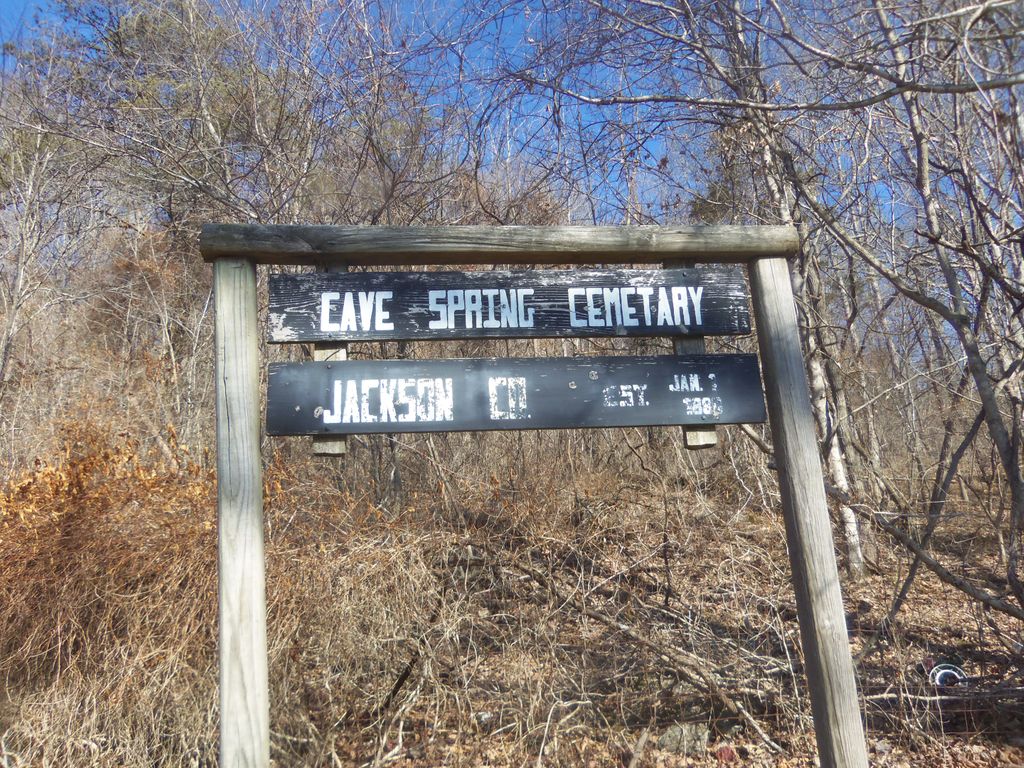 CAVE SPRING CEMETARY
JACKSON CO. EST. JAN.